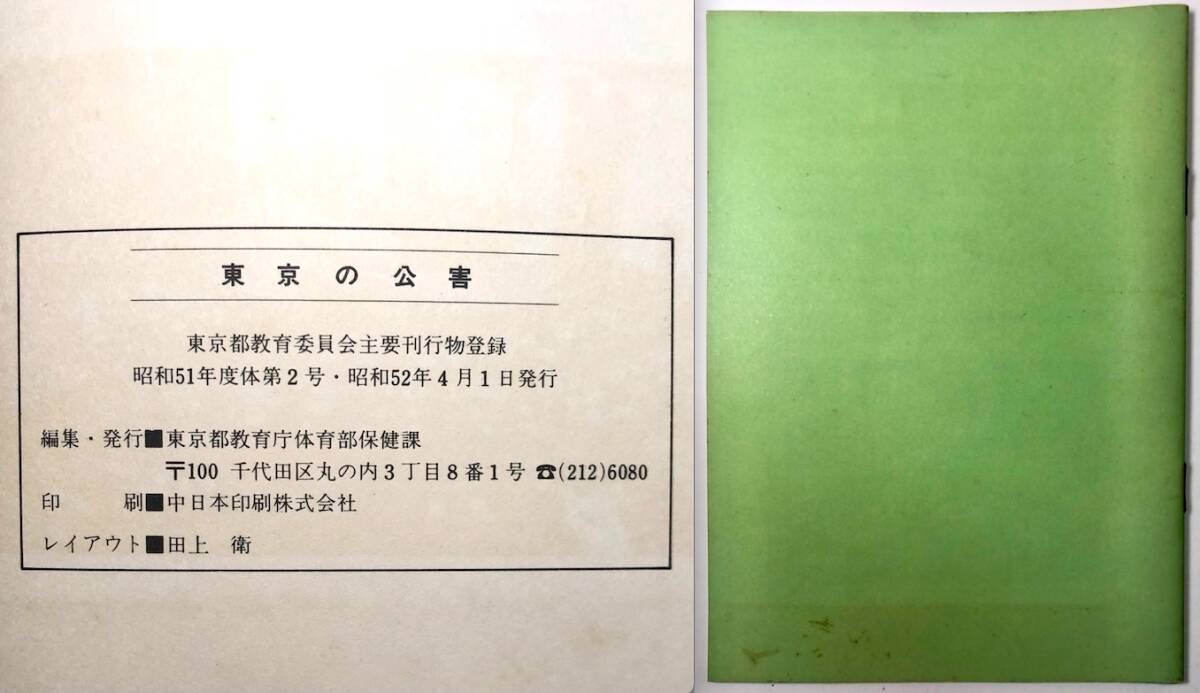 東京の公害
東京都教育委員会主要刊行物登録
昭和51年度体第2号・昭和52年4月1日発行
編集・発行■東京都教育庁体育部保健課
〒100 千代田区丸の内3丁目8番1号 ☎(212)6080
印刷■中日本印刷株式会社
レイアウト■田上 衛